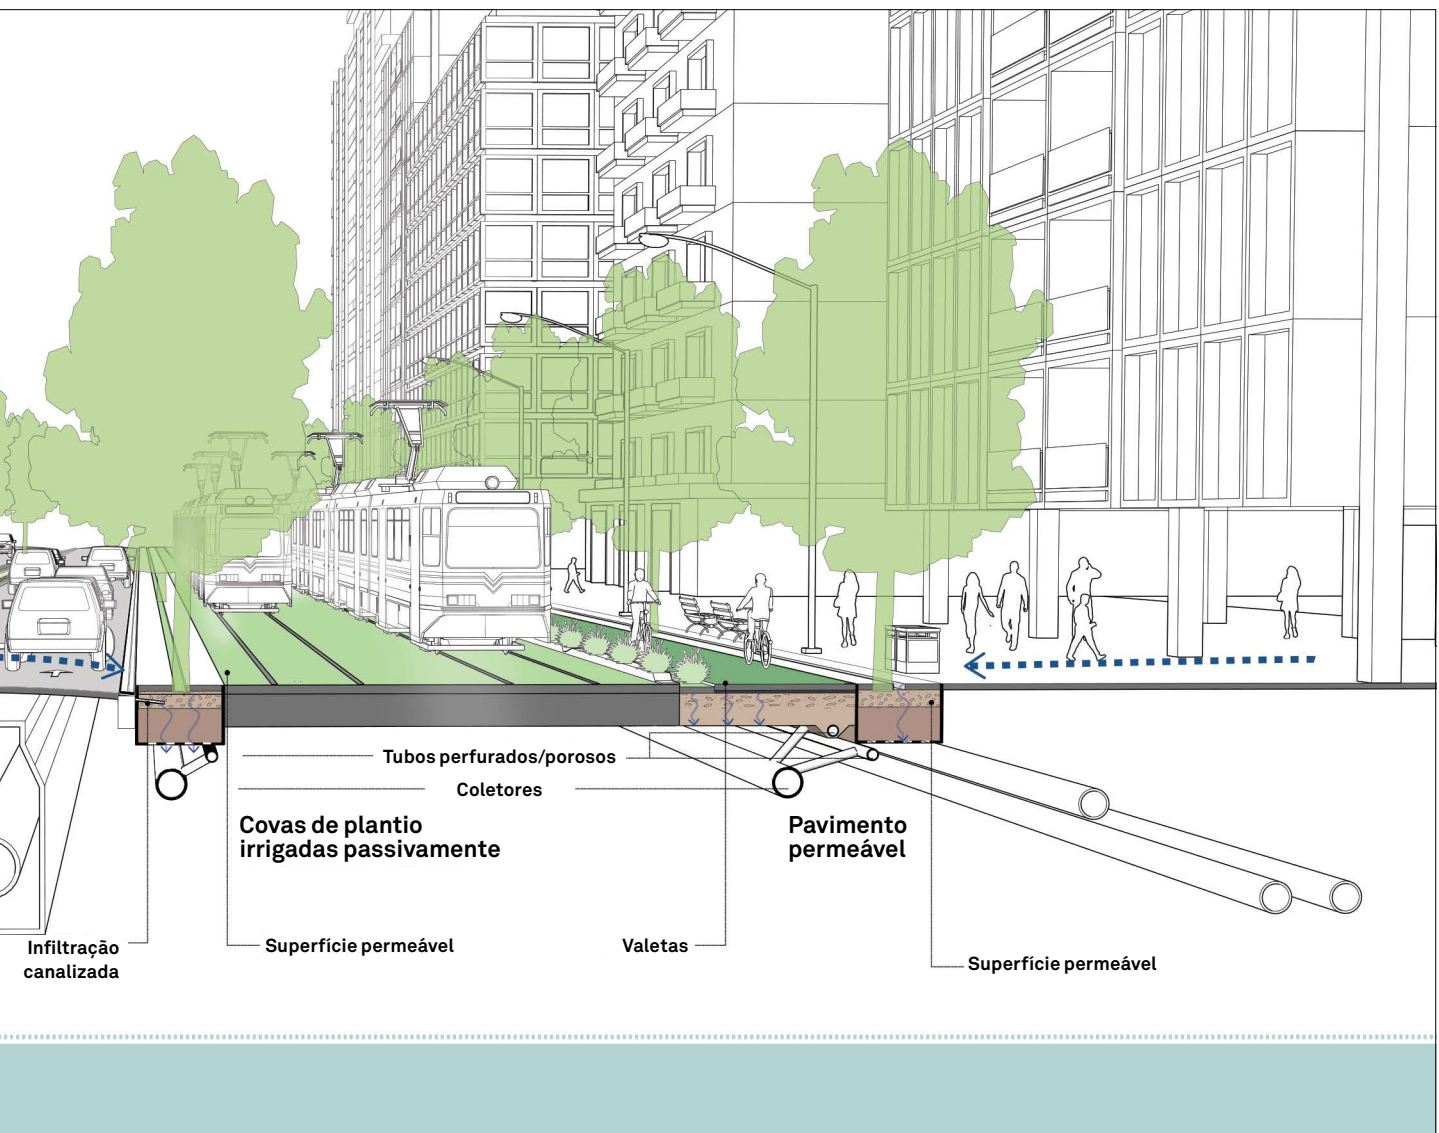 Tubos perfurados/porosos
Coletores
Covas de plantio
irrigadas passivamente
Pavimento
permeável
Infiltração
canalizada
Superfície permeável
Valetas
Superfície permeável